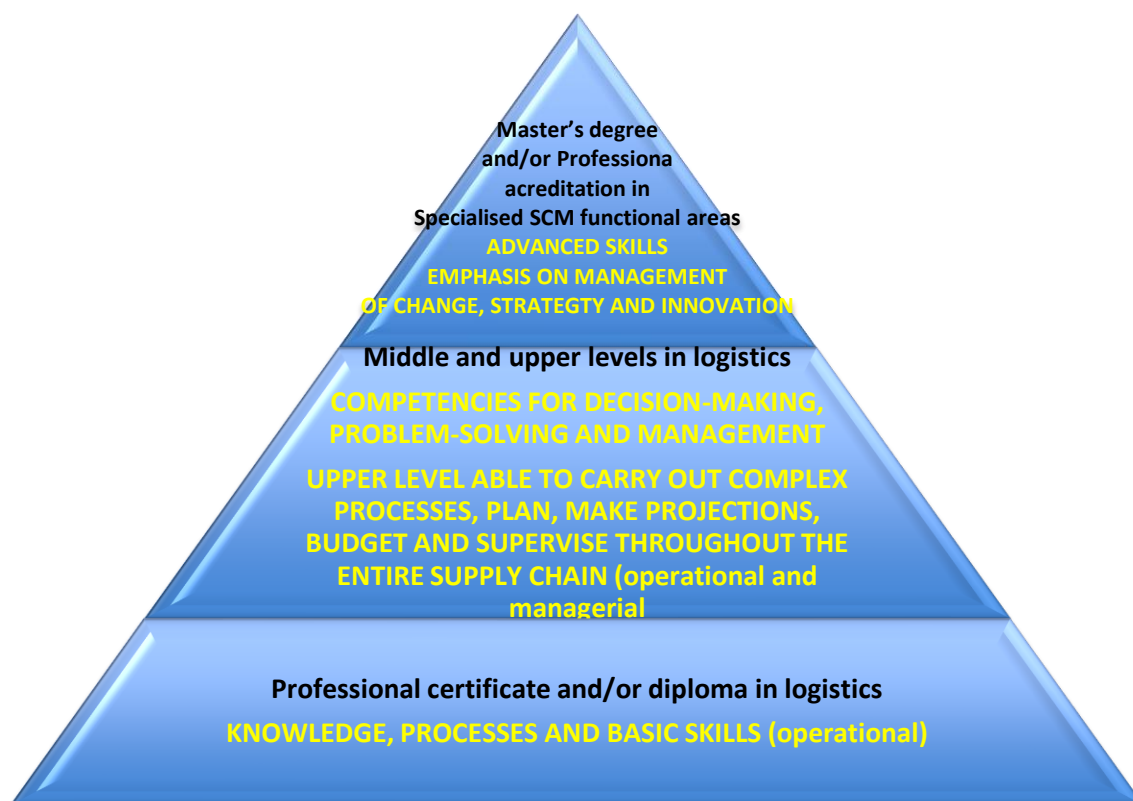 Master’s degree
and/or Professiona
acreditation in
Specialised SCM functional areas
ADVANCED SKILLS
EMPHASIS ON MANAGEMENT
OF CHANGE, STRATEGTY AND INNOVATION
Middle and upper levels in logistics
COMPETENCIES FOR DECISION-MAKING,
PROBLEM-SOLVING AND MANAGEMENT
UPPER LEVEL ABLE TO CARRY OUT COMPLEX
PROCESSES, PLAN, MAKE PROJECTIONS,
BUDGET AND SUPERVISE THROUGHOUT THE
ENTIRE SUPPLY CHAIN (operational and
managerial
Professional certificate and/or diploma in logistics
KNOWLEDGE, PROCESSES AND BASIC SKILLS (operational)